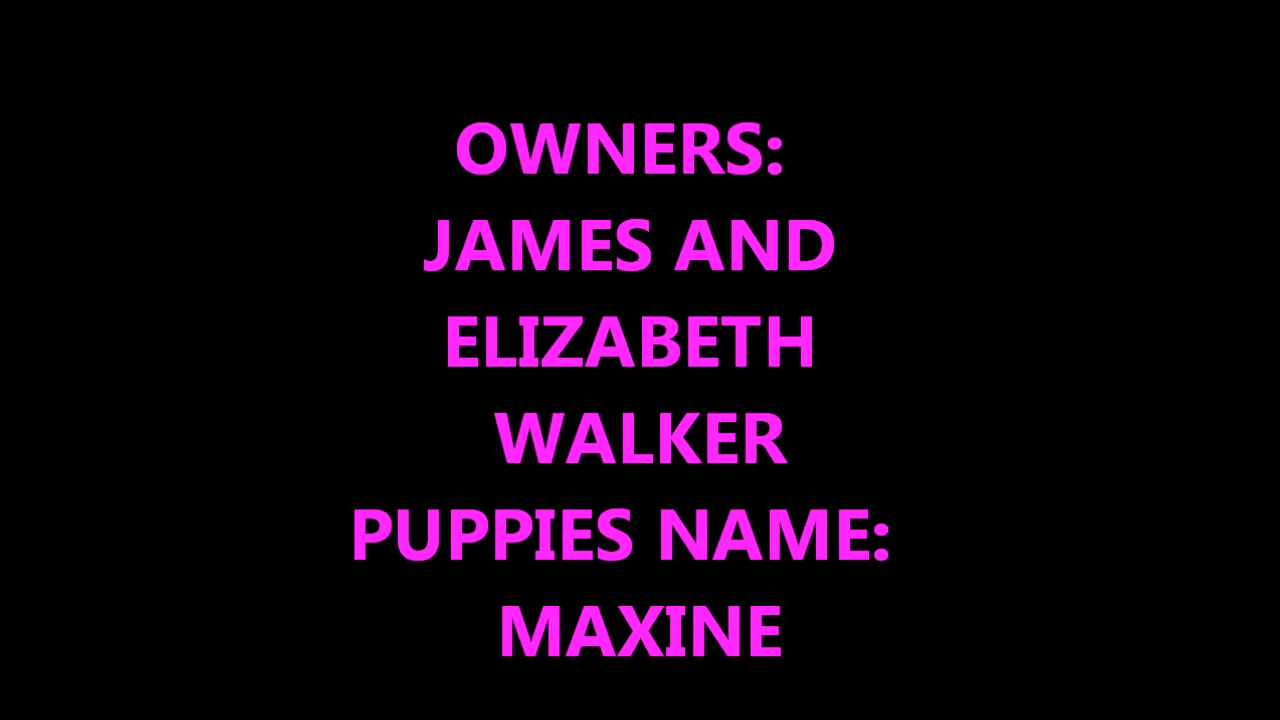 OWNERS:
JAMES AND
ELIZABETH
WALKER
PUPPIES NAME:
MAXINE